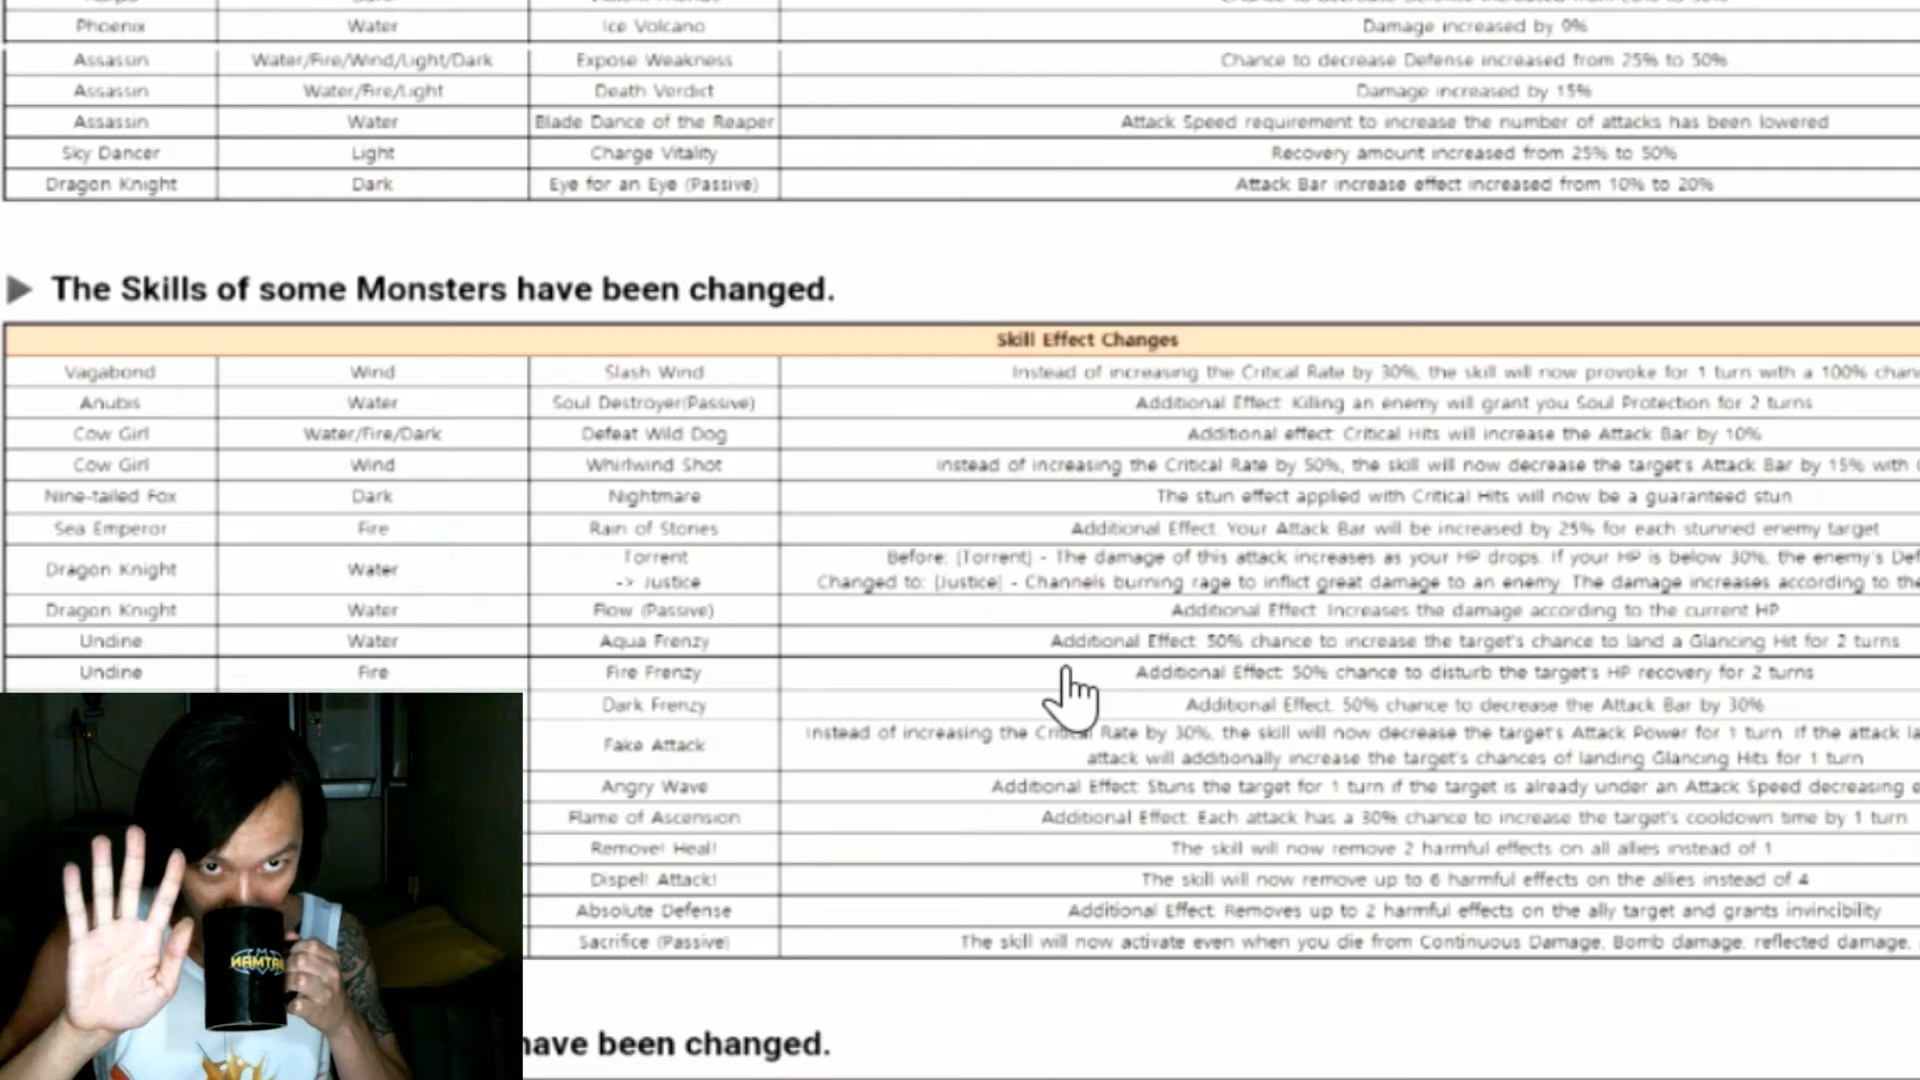 Phoenix Water Ice Volcano Damage increased by 9%
Assassin Water/Fire/Wind/Light/Dark Expose Weakness Chance to decrease Defense increased from 25% to 50%
Assassin Water/Fire/Light Death Verdict Damage increased by 15%
Assassin Water Blade Dance of the Reaper Attack Speed requirement to increase the number of attacks has been lowered
Sky Dancer Light Charge Vitality Recovery amount increased from 25% to 50%
Dragon Knight Dark Eye for an Eye (Passive) Attack Bar increase effect increased from 10% to 20%
The Skills of some Monsters have been changed.
Skill Effect Changes
Vagabond Wind Slash Wind Instead of increasing the Critical Rate by 30%, the skill will now provoke for 1 turn with a 100%
Anubis Water Soul Destroyer(Passive) Additional Effect: Killing an enemy will grant you Soul Protection for 2 turns
Cow Girl Water/Fire/Dark Defeat Wild Dog Additional effect: Critical Hits will increase the Attack Bar by 10%
Cow Girl Wind Whirlwind Shot instead of increasing the Critical Rate by 50%, the skill will now decrease the target's Attack Bar by 15% with
Nine-tailed Fox Dark Nightmare The stun effect applied with Critical Hits will now be a guaranteed stun
Sea Emperor Fire Rain of Stones Additional Effect: Your Attack Bar will be increased by 25% for each stunned enemy target
Torrent Before: [Torrent] - The damage of this attack increases as your HP drops. If your HP is below 30%, the enemy's
Dragon Knight Water
-> Justice Changed to: [Justice] - Channels burning rage to inflict great damage to an enemy. The damage increases according to the
Dragon Knight Water Flow (Passive) Additional Effect: Increases the damage according to the current HP
Undine Water Aqua Frenzy Additional Effect: 50% chance to increase the target's chance to land a Glancing Hit for 2 turns
Undine Fire Fire Frenzy Additional Effect: 50% chance to disturb the target's HP recovery for 2 turns
Dark Frenzy Additional Effect: 50% chance to decrease the Attack Bar by 30%
Fake Attack Instead of increasing the Critical Rate by 30%, the skill will now decrease the target's Attack Power for 1 turn. If the attack
attack will additionally increase the target's chances of landing Glancing Hits for 1 turn
Angry Wave Additional Effect: Stuns the target for 1 turn if the target is already under an Attack Speed decreasing
Flame of Ascension Additional Effect: Each attack has a 30% chance to increase the target's cooldown time by 1 turn
Remove! Heal! The skill will now remove 2 harmful effects on all allies instead of 1
Dispel! Attack! The skill will now remove up to 6 harmful effects on the allies instead of 4
Absolute Defense Additional Effect: Removes up to 2 harmful effects on the ally target and grants invincibility
Sacrifice (Passive) The skill will now activate even when you die from Continuous Damage, Bomb damage, reflected damage,
have been changed.
BATMAN